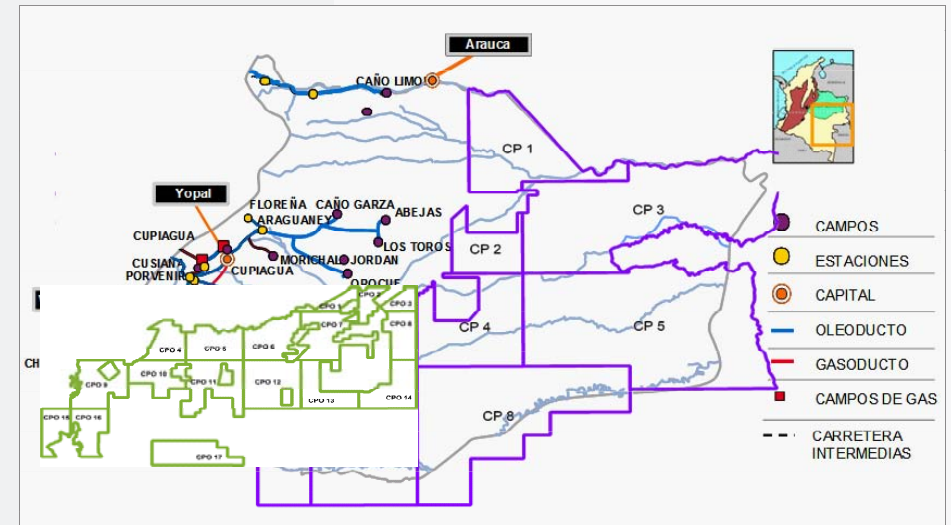 Arauca
CAÑO LIMO
CP 1
Yopal
FLOREÑA
CAÑO GARZA
ABEJAS
ARAGUANEY
CP 3
CUPIAGUA
LOS TOROS
CP 2
CUSIANA
MORICHAL
JORDAN
PORVENIR
CUPIAGUA
OROCUE
CP 4
CP 5
CH
CP 8
CPO 1
CPO 2
CPO 3
CPO 7
CPO 8
CPO 4
CPO 5
CPO 6
CPO 9
CPO 10
CPO 11
CPO 12
CPO 13
CPO 14
CPO 15
CPO 16
CPO 17
CAMPOS
ESTACIONES
CAPITAL
OLEODUCTO
GASODUCTO
CAMPOS DE GAS
CARRETERA
INTERMEDIAS